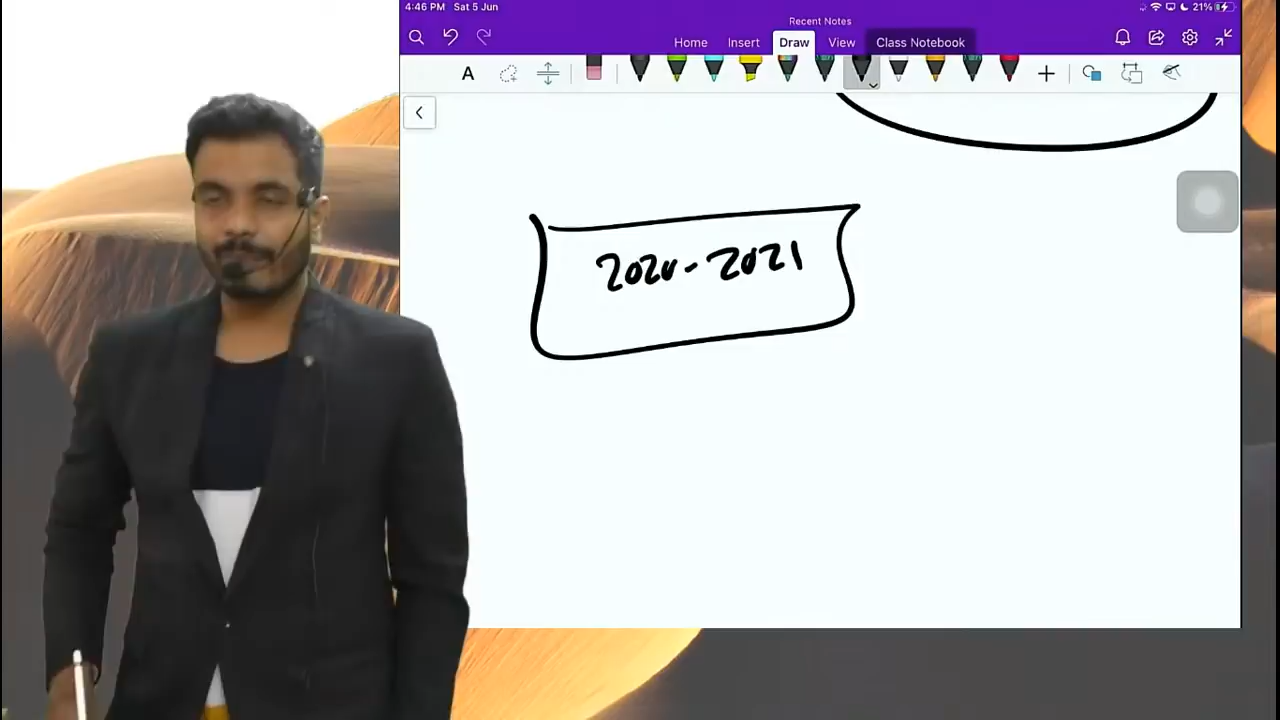 4:46 PM Sat 5 Jun
21%
Recent Notes
Home Insert Draw View Class Notebook
A
2020-2021